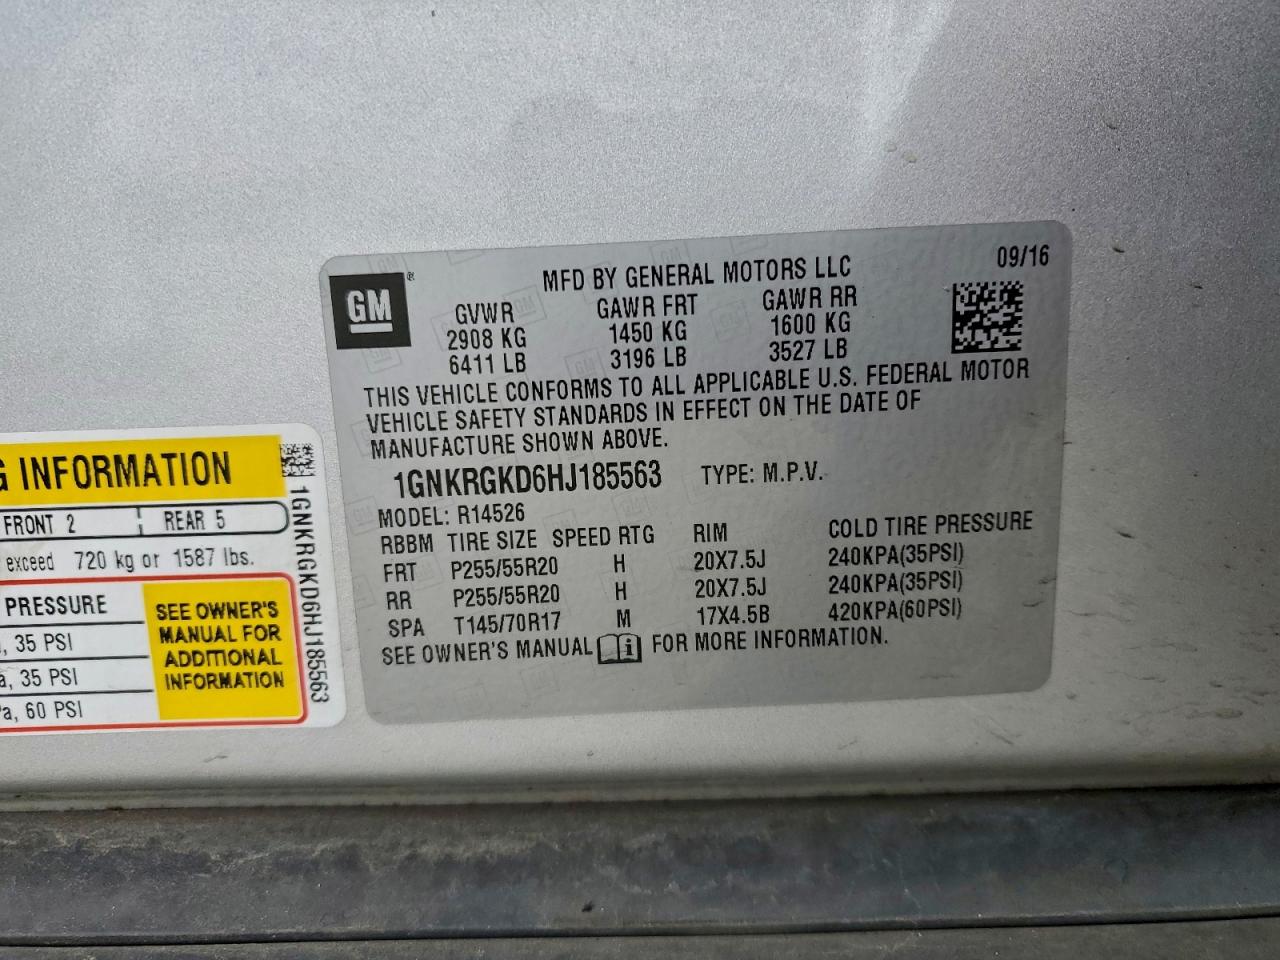 GM
®
MFD BY GENERAL MOTORS LLC
09/16
GVWR GAWR FRT GAWR RR
2908 KG 1450 KG 1600 KG
6411 LB 3196 LB 3527 LB
THIS VEHICLE CONFORMS TO ALL APPLICABLE U.S. FEDERAL MOTOR
VEHICLE SAFETY STANDARDS IN EFFECT ON THE DATE OF
MANUFACTURE SHOWN ABOVE.
1GNKRGKD6HJ185563 TYPE: M.P.V.
MODEL: R14526
RBBM TIRE SIZE SPEED RTG RIM COLD TIRE PRESSURE
FRT P255/55R20 H 20X7.5J 240KPA(35PSI)
RR P255/55R20 H 20X7.5J 240KPA(35PSI)
SPA T145/70R17 M 17X4.5B 420KPA(60PSI)
SEE OWNER'S MANUAL FOR MORE INFORMATION.
G INFORMATION
FRONT 2 REAR 5
exceed 720 kg or 1587 lbs.
PRESSURE
, 35 PSI
a, 35 PSI
Pa, 60 PSI
SEE OWNER'S
MANUAL FOR
ADDITIONAL
INFORMATION
1GNKRGKD6HJ185563